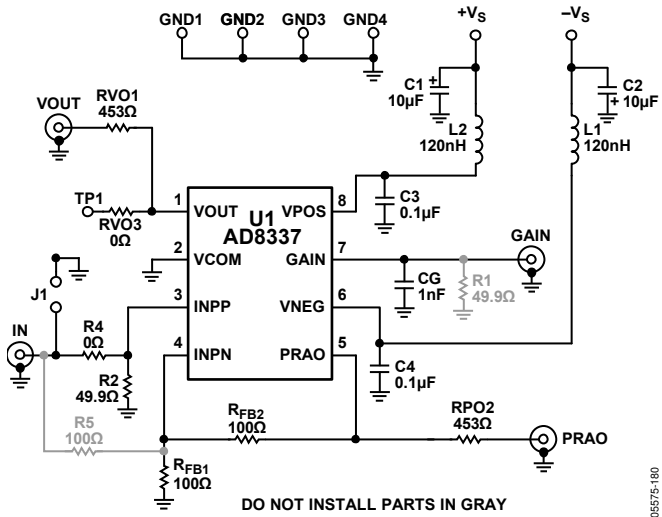 GND1 GND2 GND3 GND4
+VS
–VS
C1
10µF
+
C2
10µF
+
L2
120nH
L1
120nH
VOUT
RVO1
453Ω
TP1
RVO3
0Ω
C3
0.1µF
1 VOUT
2 VCOM
3 INPP
4 INPN
U1
AD8337
VPOS 8
GAIN 7
VNEG 6
PRAO 5
GAIN
CG
1nF
R1
49.9Ω
J1
IN
R4
0Ω
R2
49.9Ω
C4
0.1µF
R5
100Ω
RFB2
100Ω
RPO2
453Ω
PRAO
RFB1
100Ω
DO NOT INSTALL PARTS IN GRAY
05575-180